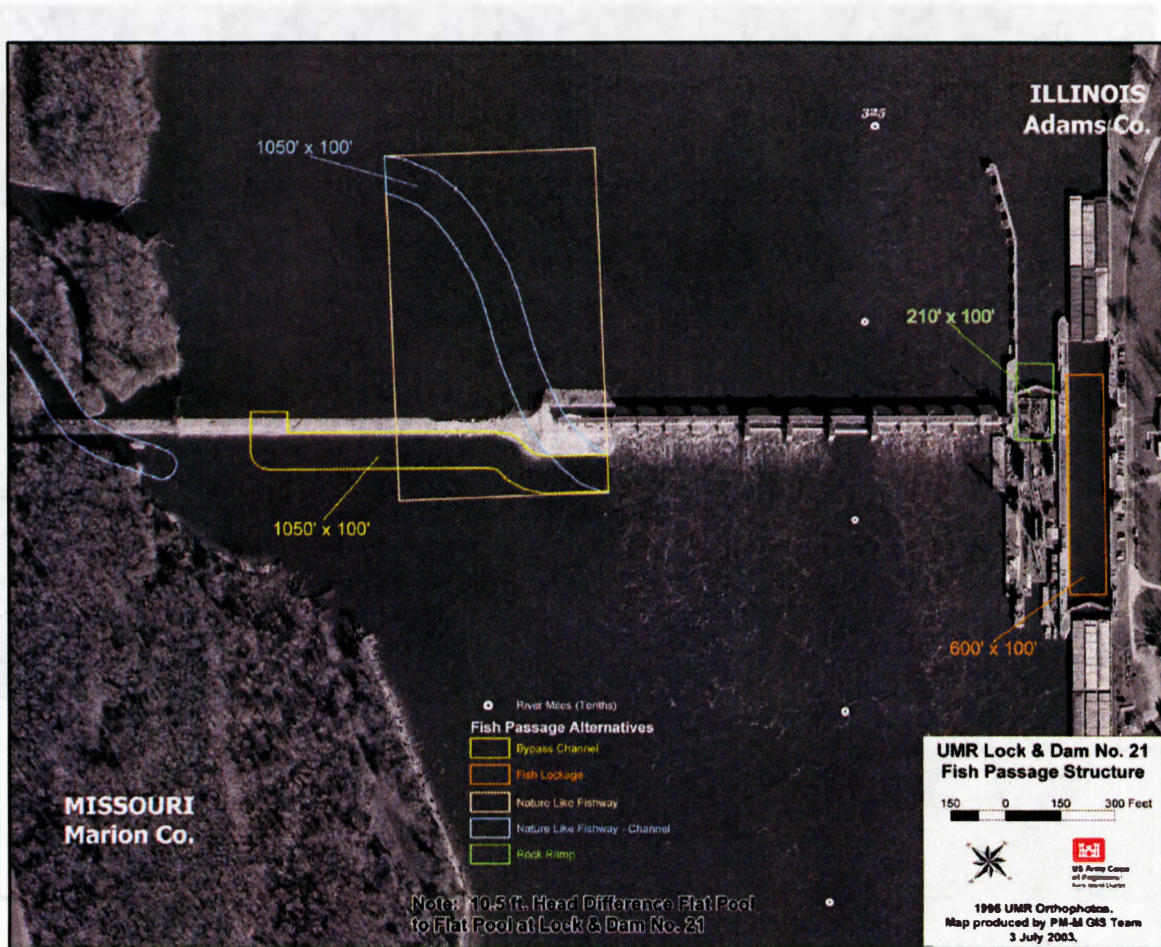 ILLINOIS
Adams Co.
325
1050' x 100'
210' x 100'
1050' x 100'
600' x 100'
River Miles (Tenths)
Fish Passage Alternatives
Bypass Channel
Fish Lockage
Nature Like Fishway
Nature Like Fishway - Channel
Rock Ramp
MISSOURI
Marion Co.
Note: 10.5 ft. Head Difference Flat Pool
to Flat Pool at Lock & Dam No. 21
UMR Lock & Dam No. 21
Fish Passage Structure
150 0 150 300 Feet
US Army Corps
of Engineers
Rock Island District
1996 UMR Orthophotos.
Map produced by PM-M GIS Team
3 July 2003.